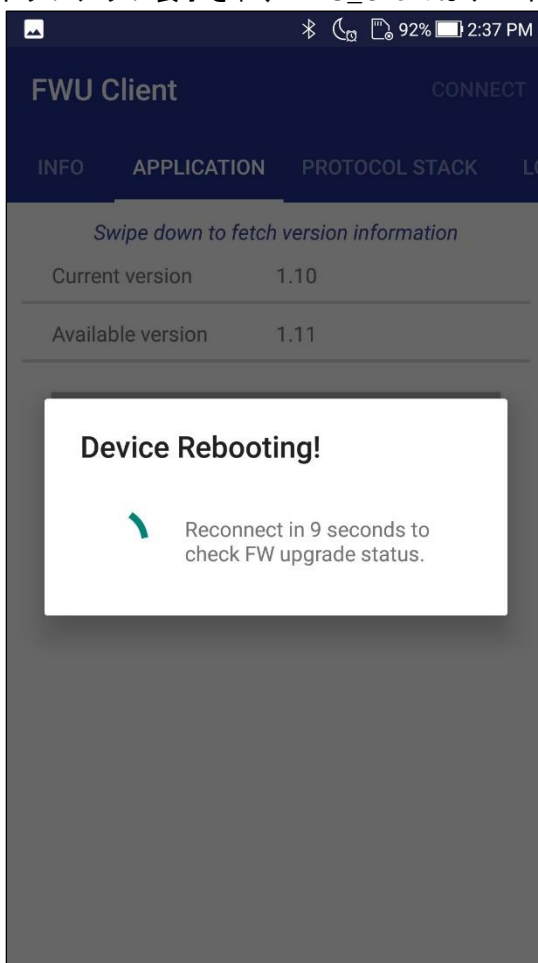 92% 2:37 PM
FWU Client CONNECT
INFO APPLICATION PROTOCOL STACK
Swipe down to fetch version information
Current version 1.10
Available version 1.11
Device Rebooting!
Reconnect in 9 seconds to
check FW upgrade status.